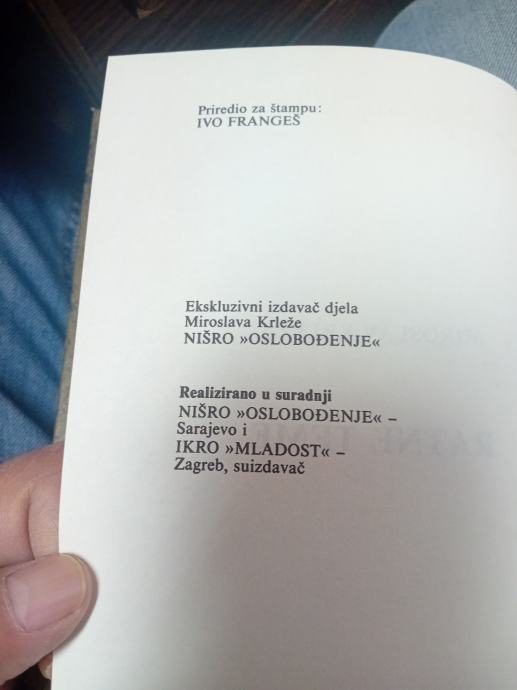 Priredio za štampu:
IVO FRANGEŠ
Ekskluzivni izdavač djela
Miroslava Krleže
NIŠRO »OSLOBOĐENJE«
Realizirano u suradnji
NIŠRO »OSLOBOĐENJE« –
Sarajevo i
IKRO »MLADOST« –
Zagreb, suizdavač